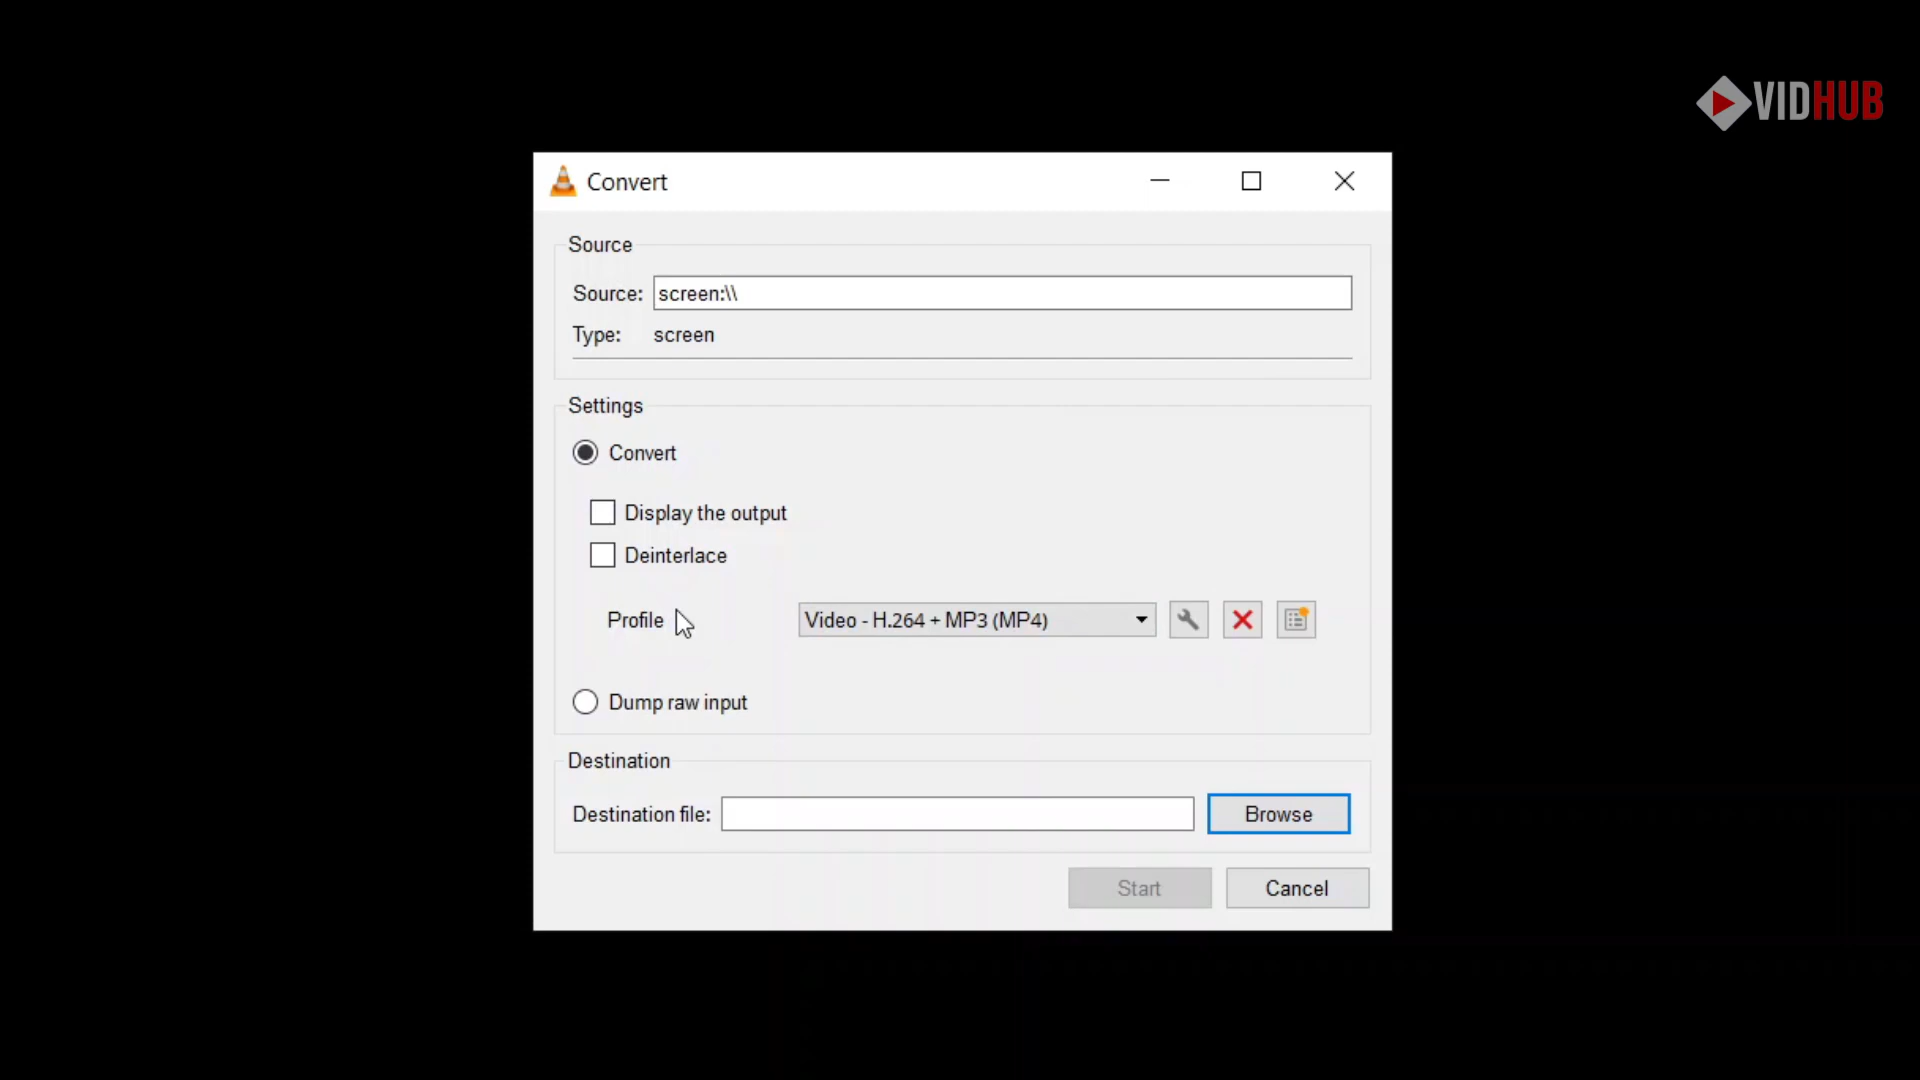 VIDHUB
Convert
Source
Source: screen:\\
Type: screen
Settings
Convert
Display the output
Deinterlace
Profile Video - H.264 + MP3 (MP4)
Dump raw input
Destination
Destination file: Browse
Start Cancel